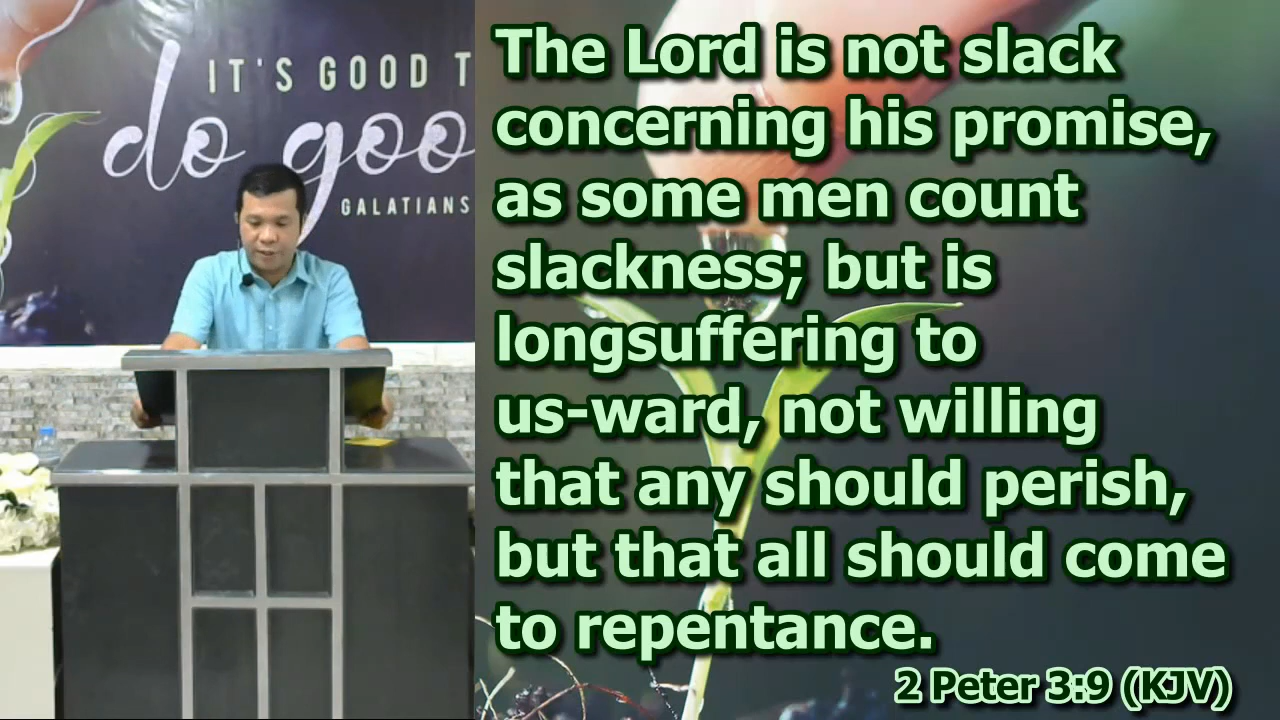 IT'S GOOD T
do goo
GALATIANS
The Lord is not slack
concerning his promise,
as some men count
slackness; but is
longsuffering to
us-ward, not willing
that any should perish,
but that all should come
to repentance.
2 Peter 3:9 (KJV)